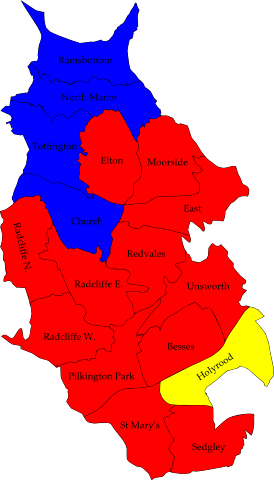 Ramsbottom
North Manor
Tottington
Elton
Moorside
East
Church
Radcliffe N.
Redvales
Radcliffe E.
Unsworth
Radcliffe W.
Besses
Holyrood
Pilkington Park
St Mary's
Sedgley